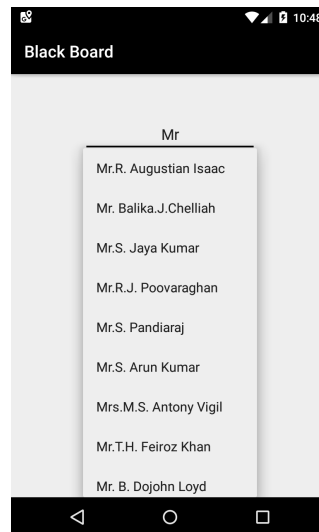 10:48
Black Board
Mr
Mr.R. Augustian Isaac
Mr. Balika.J.Chelliah
Mr.S. Jaya Kumar
Mr.R.J. Poovaraghan
Mr.S. Pandiaraj
Mr.S. Arun Kumar
Mrs.M.S. Antony Vigil
Mr.T.H. Feiroz Khan
Mr. B. Dojohn Loyd